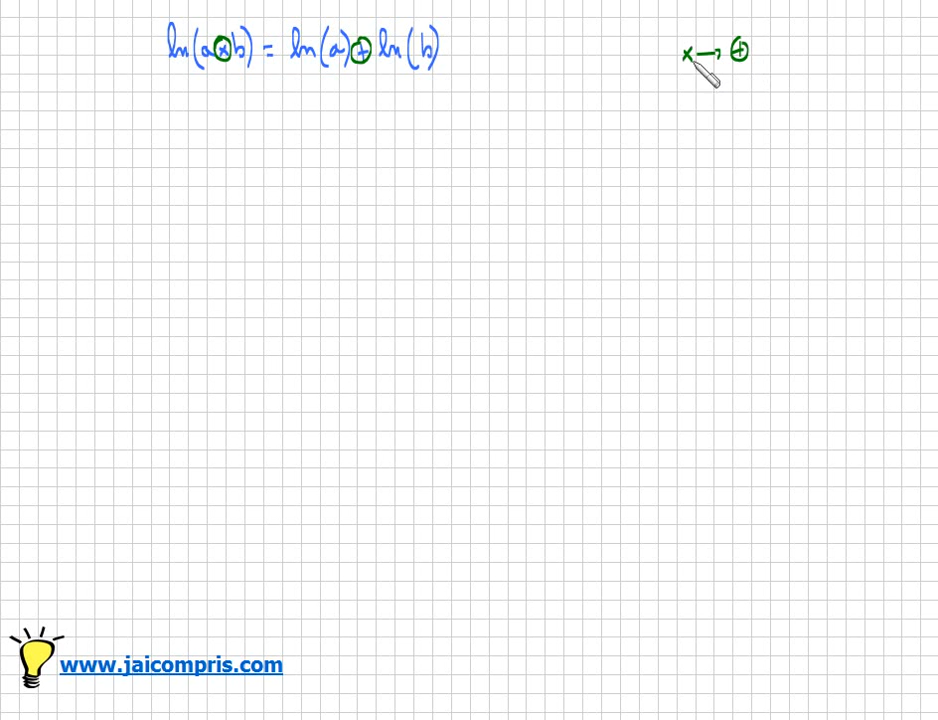 ln(a×b) = ln(a) + ln(b)
× → +
www.jaicompris.com